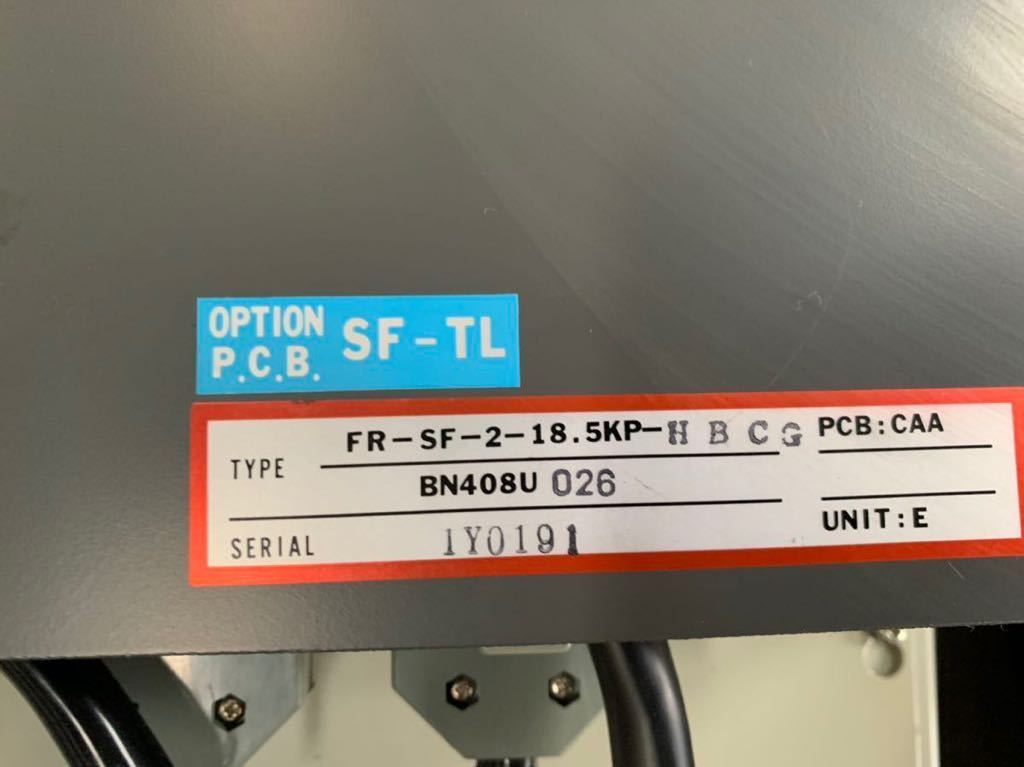 OPTION P.C.B. SF-TL
TYPE FR-SF-2-18.5KP-H B C G PCB:CAA
BN408U 026
SERIAL 1Y0191 UNIT:E